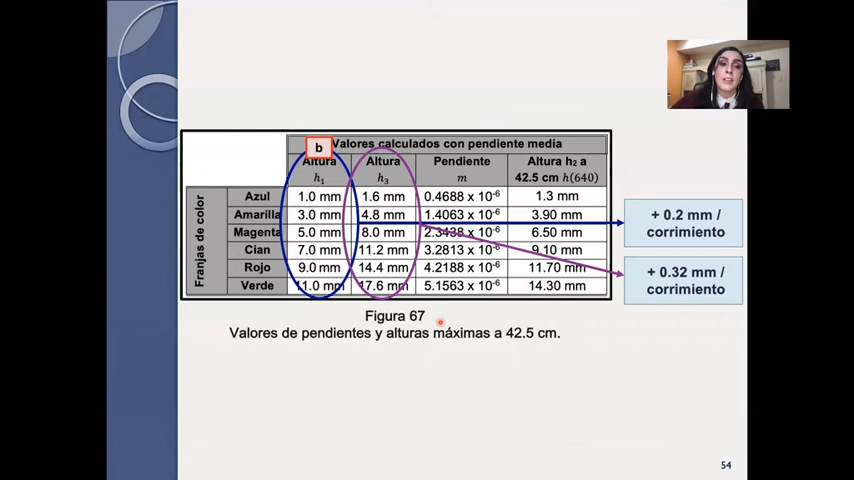 b
Valores calculados con pendiente media
Altura h₁ Altura h₃ Pendiente m Altura h₂ a 42.5 cm h(640)
Franjas de color
Azul 1.0 mm 1.6 mm 0.4688 x 10⁻⁶ 1.3 mm
Amarilla 3.0 mm 4.8 mm 1.4063 x 10⁻⁶ 3.90 mm
Magenta 5.0 mm 8.0 mm 2.3438 x 10⁻⁶ 6.50 mm
Cian 7.0 mm 11.2 mm 3.2813 x 10⁻⁶ 9.10 mm
Rojo 9.0 mm 14.4 mm 4.2188 x 10⁻⁶ 11.70 mm
Verde 11.0 mm 17.6 mm 5.1563 x 10⁻⁶ 14.30 mm
+ 0.2 mm /
corrimiento
+ 0.32 mm /
corrimiento
Figura 67
Valores de pendientes y alturas máximas a 42.5 cm.
54